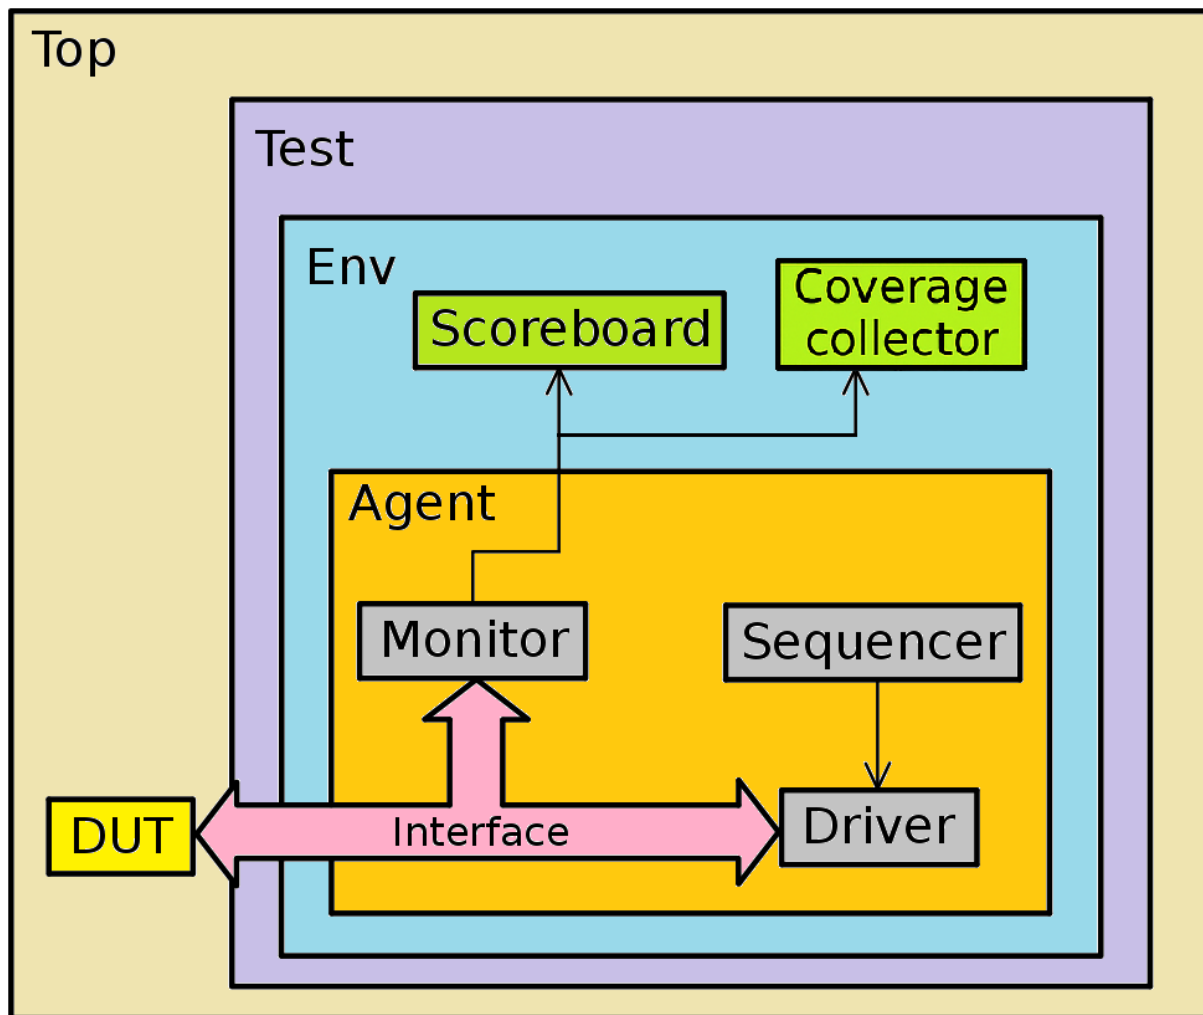 Top
Test
Env
Scoreboard
Coverage
collector
Agent
Monitor
Sequencer
DUT
Interface
Driver